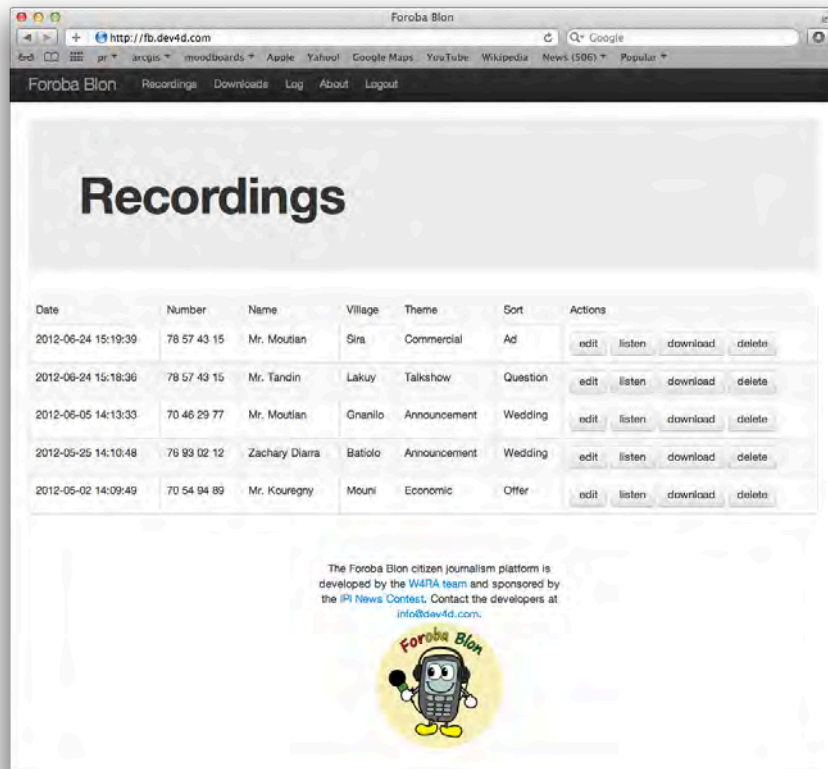 Foroba Blon
http://fb.dev4d.com
Google
pr arcgis moodboards Apple Yahoo! Google Maps YouTube Wikipedia News (506) Popular
Foroba Blon Recordings Downloads Log About Logout
Recordings
Date Number Name Village Theme Sort Actions
2012-06-24 15:19:39 78 57 43 15 Mr. Moutian Sira Commercial Ad edit listen download delete
2012-06-24 15:18:36 78 57 43 15 Mr. Tandin Lakuy Talkshow Question edit listen download delete
2012-06-05 14:13:33 70 46 29 77 Mr. Moutian Gnanilo Announcement Wedding edit listen download delete
2012-05-25 14:10:48 76 93 02 12 Zachary Diarra Batiolo Announcement Wedding edit listen download delete
2012-05-02 14:09:49 70 54 94 89 Mr. Kouregny Mouni Economic Offer edit listen download delete
The Foroba Blon citizen journalism platform is
developed by the W4RA team and sponsored by
the IPI News Contest. Contact the developers at
info@dev4d.com.
Foroba Blon